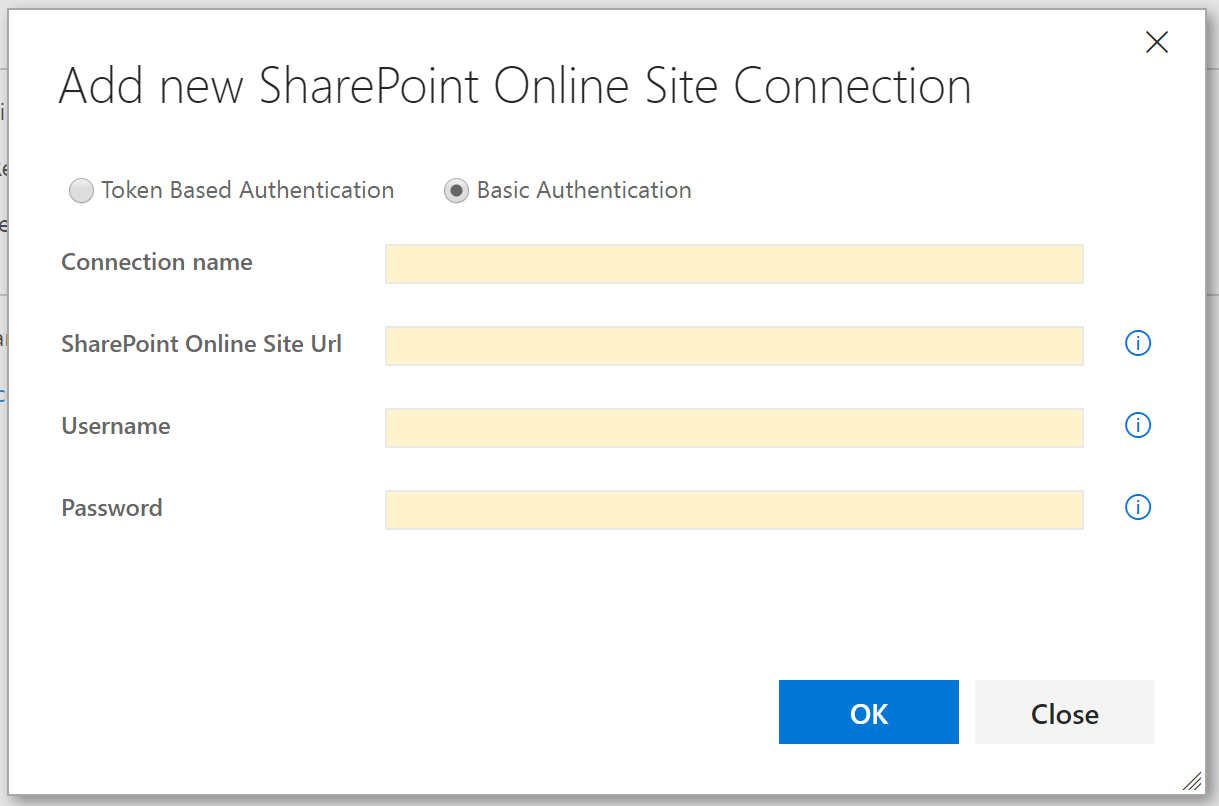 Add new SharePoint Online Site Connection
Token Based Authentication Basic Authentication
Connection name
SharePoint Online Site Url
Username
Password
OK Close